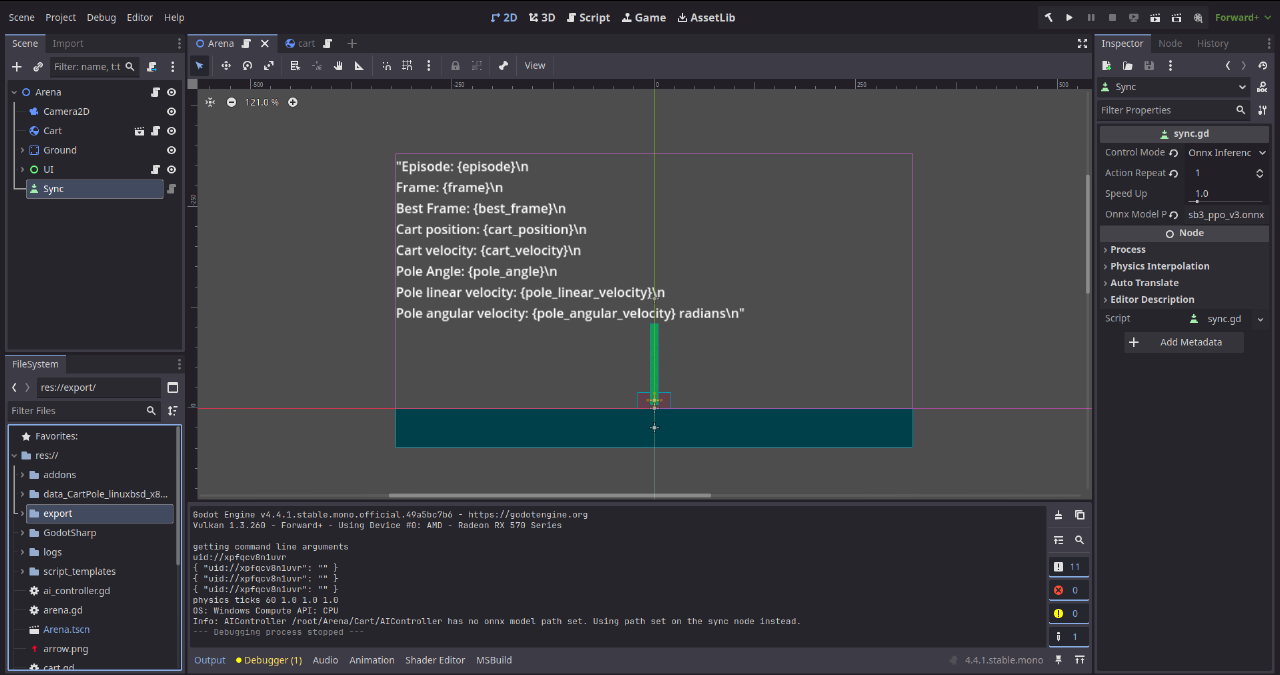 Scene Project Debug Editor Help
2D 3D Script Game AssetLib
Forward+
Scene Import
Filter: name, t:t
Arena
Camera2D
Cart
Ground
UI
Sync
FileSystem
res://export/
Filter Files
Favorites:
res://
addons
data_CartPole_linuxbsd_x8...
export
GodotSharp
logs
script_templates
ai_controller.gd
arena.gd
Arena.tscn
arrow.png
cart.gd
Arena cart
View
-250 0 250 500
121.0 %
"Episode: {episode}\n
Frame: {frame}\n
Best Frame: {best_frame}\n
Cart position: {cart_position}\n
Cart velocity: {cart_velocity}\n
Pole Angle: {pole_angle}\n
Pole linear velocity: {pole_linear_velocity}\n
Pole angular velocity: {pole_angular_velocity} radians\n"
Godot Engine v4.4.1.stable.mono.official.49a5bc7b6 - https://godotengine.org
Vulkan 1.3.260 - Forward+ - Using Device #0: AMD - Radeon RX 570 Series
getting command line arguments
uid://xpfqcv8n1uvr
{ "uid://xpfqcv8n1uvr": "" }
{ "uid://xpfqcv8n1uvr": "" }
{ "uid://xpfqcv8n1uvr": "" }
physics ticks 60 1.0 1.0 1.0
OS: Windows Compute API: CPU
Info: AIController /root/Arena/Cart/AIController has no onnx model path set. Using path set on the sync node instead.
--- Debugging process stopped ---
11
0
0
1
Output Debugger (1) Audio Animation Shader Editor MSBuild
4.4.1.stable.mono
Inspector Node History
Sync
Filter Properties
sync.gd
Control Mode Onnx Inferenc
Action Repeat 1
Speed Up 1.0
Onnx Model P sb3_ppo_v3.onnx
Node
Process
Physics Interpolation
Auto Translate
Editor Description
Script sync.gd
Add Metadata